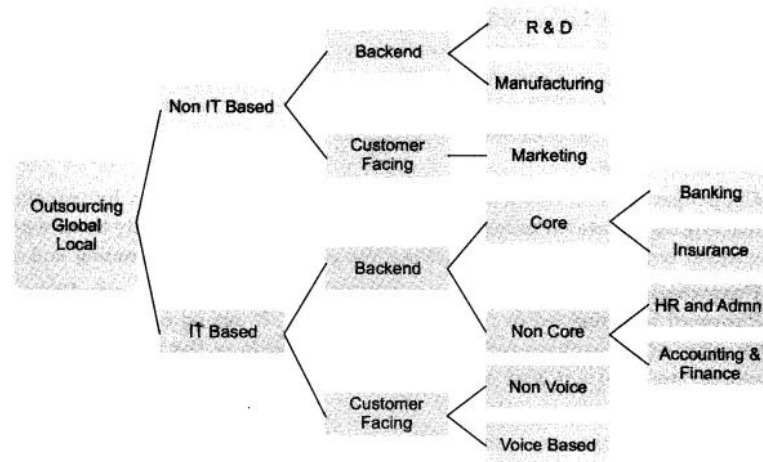 R & D
Backend
Manufacturing
Non IT Based
Customer
Facing
Marketing
Outsourcing
Global
Local
Banking
Core
Insurance
Backend
HR and Admn
IT Based
Non Core
Accounting &
Finance
Non Voice
Customer
Facing
Voice Based